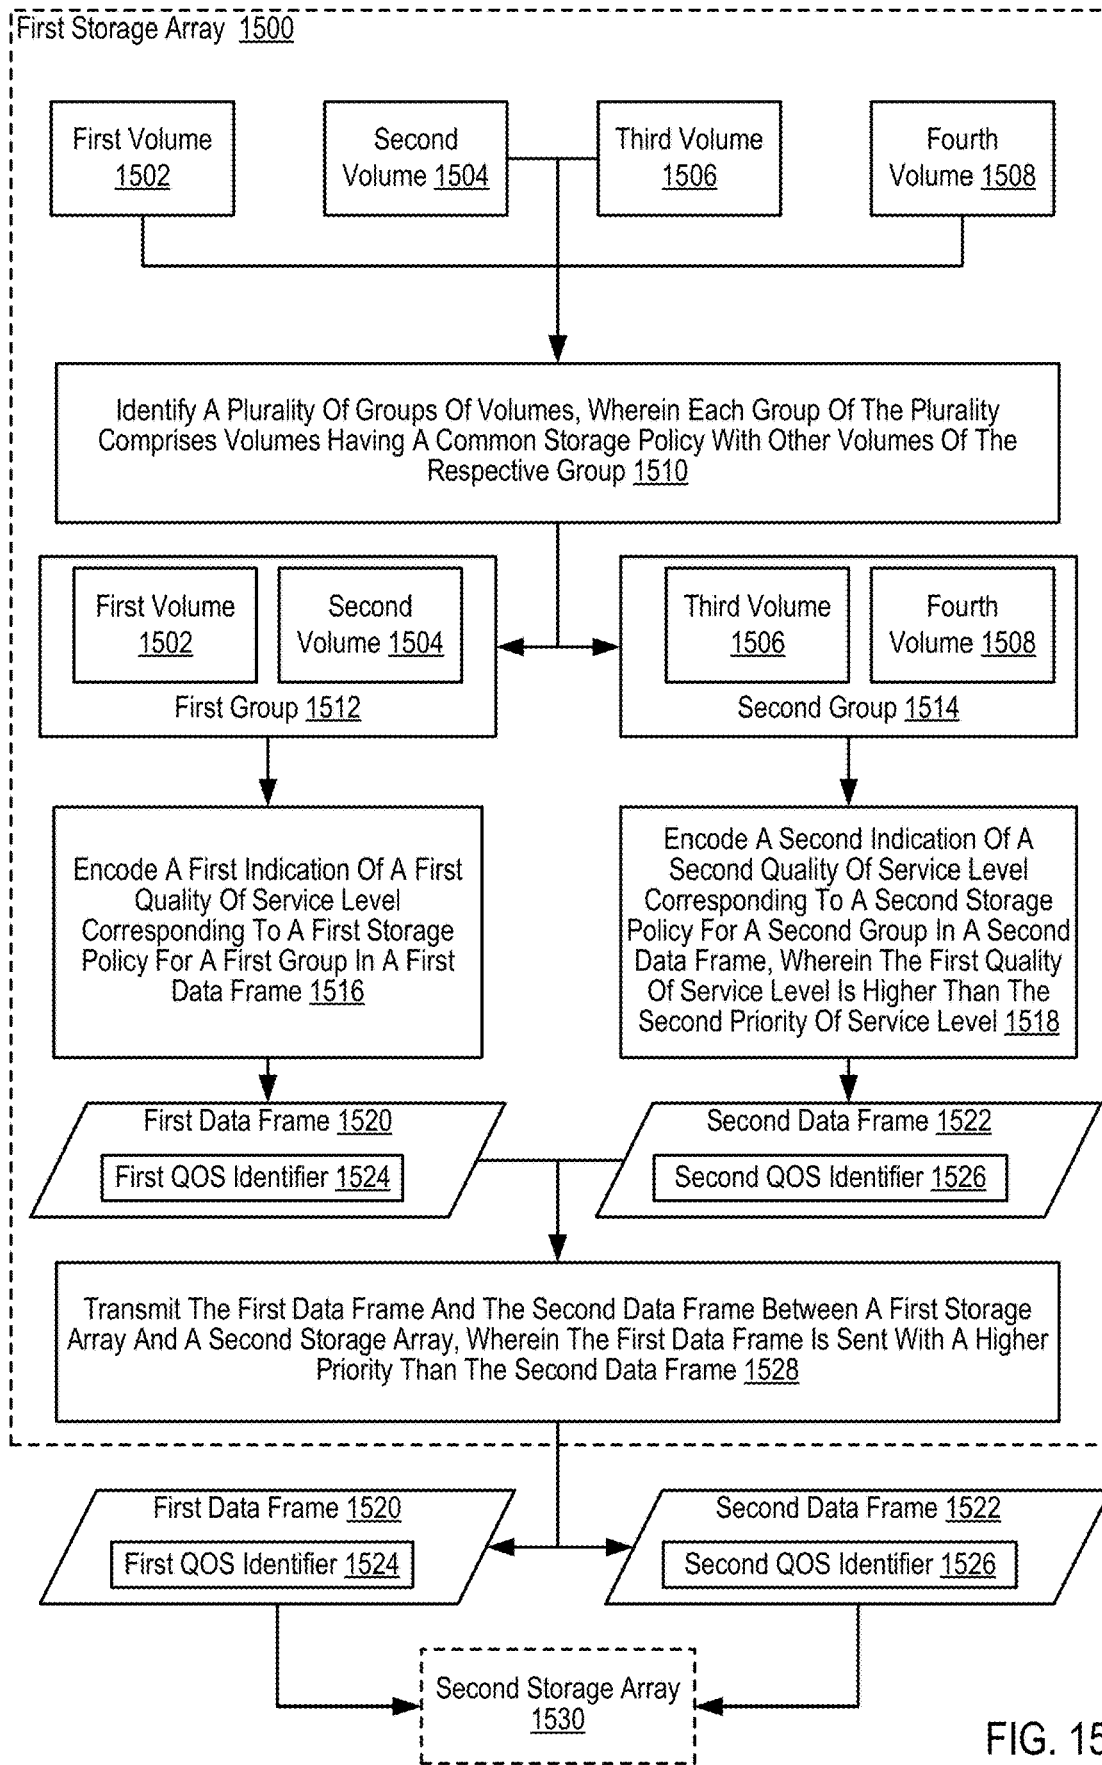 First Storage Array 1500
First Volume
1502
Second
Volume 1504
Third Volume
1506
Fourth
Volume 1508
Identify A Plurality Of Groups Of Volumes, Wherein Each Group Of The Plurality
Comprises Volumes Having A Common Storage Policy With Other Volumes Of The
Respective Group 1510
First Volume
1502
Second
Volume 1504
First Group 1512
Third Volume
1506
Fourth
Volume 1508
Second Group 1514
Encode A First Indication Of A First
Quality Of Service Level
Corresponding To A First Storage
Policy For A First Group In A First
Data Frame 1516
Encode A Second Indication Of A
Second Quality Of Service Level
Corresponding To A Second Storage
Policy For A Second Group In A Second
Data Frame, Wherein The First Quality
Of Service Level Is Higher Than The
Second Priority Of Service Level 1518
First Data Frame 1520
First QOS Identifier 1524
Second Data Frame 1522
Second QOS Identifier 1526
Transmit The First Data Frame And The Second Data Frame Between A First Storage
Array And A Second Storage Array, Wherein The First Data Frame Is Sent With A Higher
Priority Than The Second Data Frame 1528
First Data Frame 1520
First QOS Identifier 1524
Second Data Frame 1522
Second QOS Identifier 1526
Second Storage Array
1530
FIG. 15